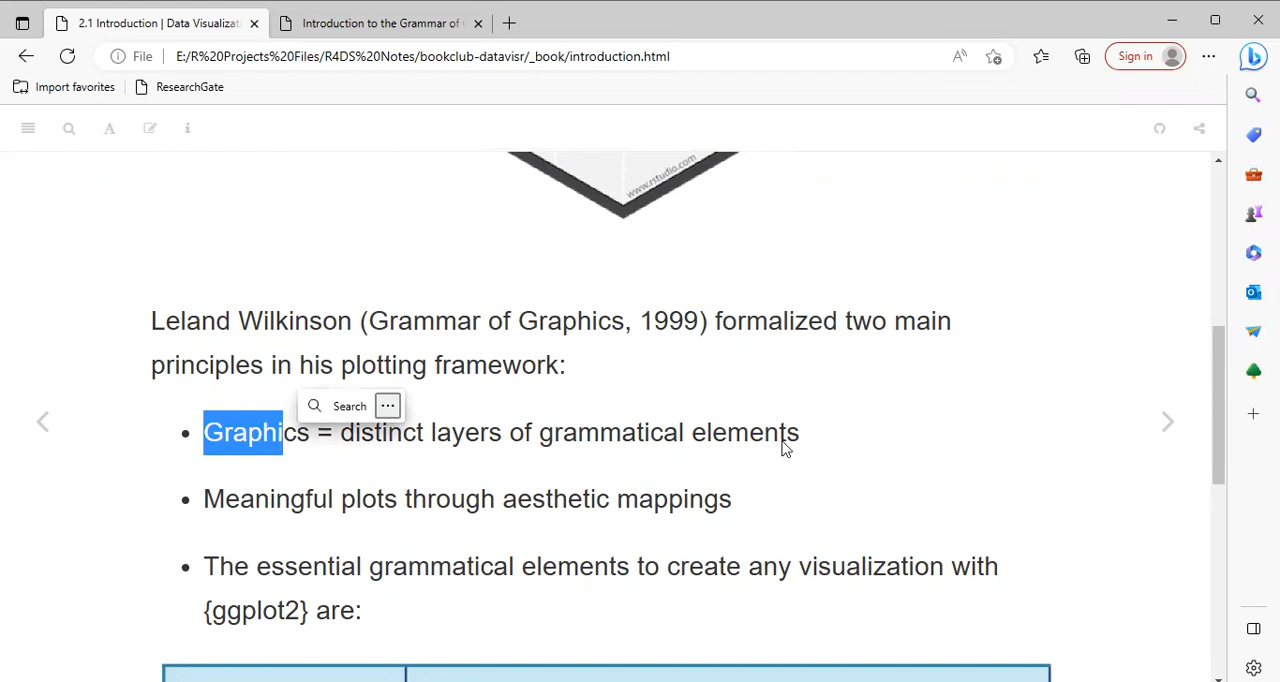 2.1 Introduction | Data Visualizat
Introduction to the Grammar of
File
E:/R%20Projects%20Files/R4DS%20Notes/bookclub-datavisr/_book/introduction.html
Sign in
Import favorites
ResearchGate
www.rstudio.com
Leland Wilkinson (Grammar of Graphics, 1999) formalized two main
principles in his plotting framework:
Search
• Graphics = distinct layers of grammatical elements
• Meaningful plots through aesthetic mappings
• The essential grammatical elements to create any visualization with
{ggplot2} are: